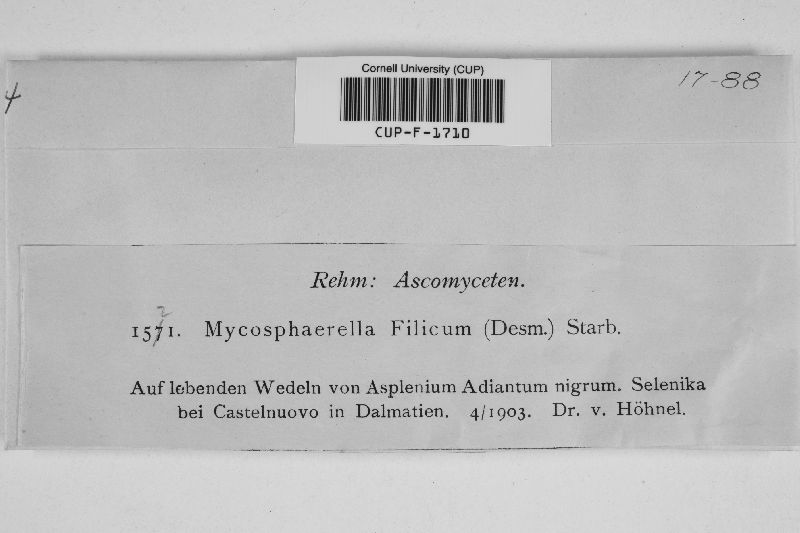 Cornell University (CUP)
CUP-F-1710
17-88
4
Rehm: Ascomyceten.
2
1571. Mycosphaerella Filicum (Desm.) Starb.
Auf lebenden Wedeln von Asplenium Adiantum nigrum. Selenika
bei Castelnuovo in Dalmatien. 4/1903. Dr. v. Höhnel.